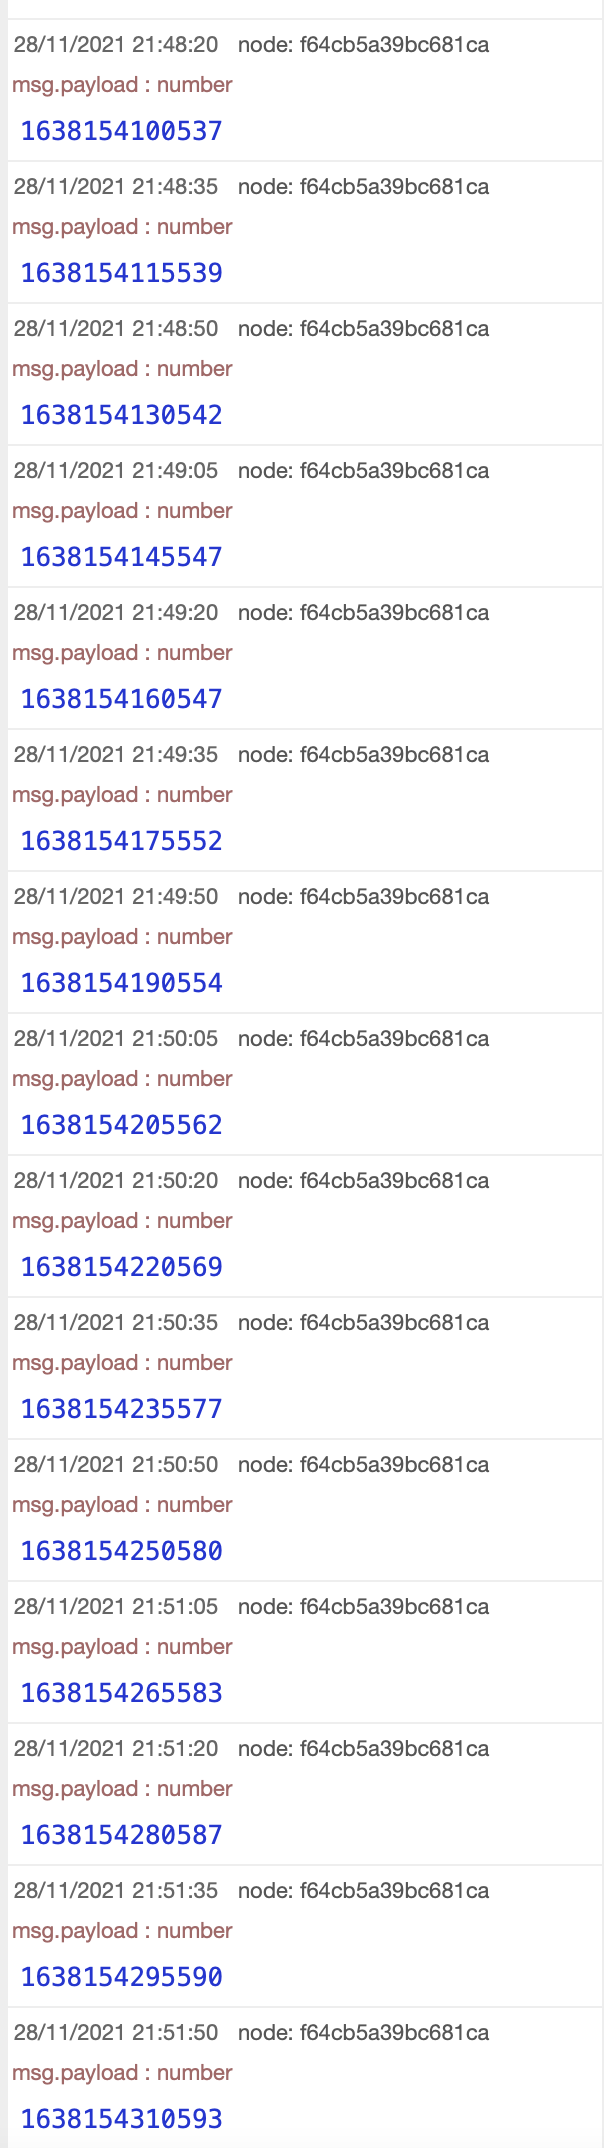 28/11/2021 21:48:20 node: f64cb5a39bc681ca
msg.payload : number
1638154100537
28/11/2021 21:48:35 node: f64cb5a39bc681ca
msg.payload : number
1638154115539
28/11/2021 21:48:50 node: f64cb5a39bc681ca
msg.payload : number
1638154130542
28/11/2021 21:49:05 node: f64cb5a39bc681ca
msg.payload : number
1638154145547
28/11/2021 21:49:20 node: f64cb5a39bc681ca
msg.payload : number
1638154160547
28/11/2021 21:49:35 node: f64cb5a39bc681ca
msg.payload : number
1638154175552
28/11/2021 21:49:50 node: f64cb5a39bc681ca
msg.payload : number
1638154190554
28/11/2021 21:50:05 node: f64cb5a39bc681ca
msg.payload : number
1638154205562
28/11/2021 21:50:20 node: f64cb5a39bc681ca
msg.payload : number
1638154220569
28/11/2021 21:50:35 node: f64cb5a39bc681ca
msg.payload : number
1638154235577
28/11/2021 21:50:50 node: f64cb5a39bc681ca
msg.payload : number
1638154250580
28/11/2021 21:51:05 node: f64cb5a39bc681ca
msg.payload : number
1638154265583
28/11/2021 21:51:20 node: f64cb5a39bc681ca
msg.payload : number
1638154280587
28/11/2021 21:51:35 node: f64cb5a39bc681ca
msg.payload : number
1638154295590
28/11/2021 21:51:50 node: f64cb5a39bc681ca
msg.payload : number
1638154310593